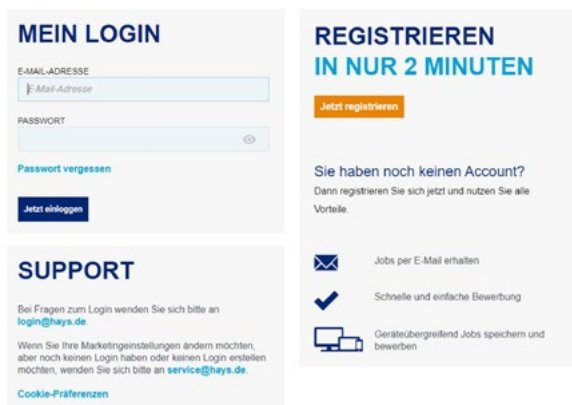 MEIN LOGIN
E-MAIL-ADRESSE
E-Mail-Adresse
PASSWORT
Passwort vergessen
Jetzt einloggen
SUPPORT
Bei Fragen zum Login wenden Sie sich bitte an
login@hays.de.
Wenn Sie Ihre Marketingeinstellungen ändern möchten,
aber noch keinen Login haben oder keinen Login erstellen
möchten, wenden Sie sich bitte an service@hays.de.
Cookie-Präferenzen
REGISTRIEREN
IN NUR 2 MINUTEN
Jetzt registrieren
Sie haben noch keinen Account?
Dann registrieren Sie sich jetzt und nutzen Sie alle
Vorteile.
Jobs per E-Mail erhalten
Schnelle und einfache Bewerbung
Geräteübergreifend Jobs speichern und
bewerben